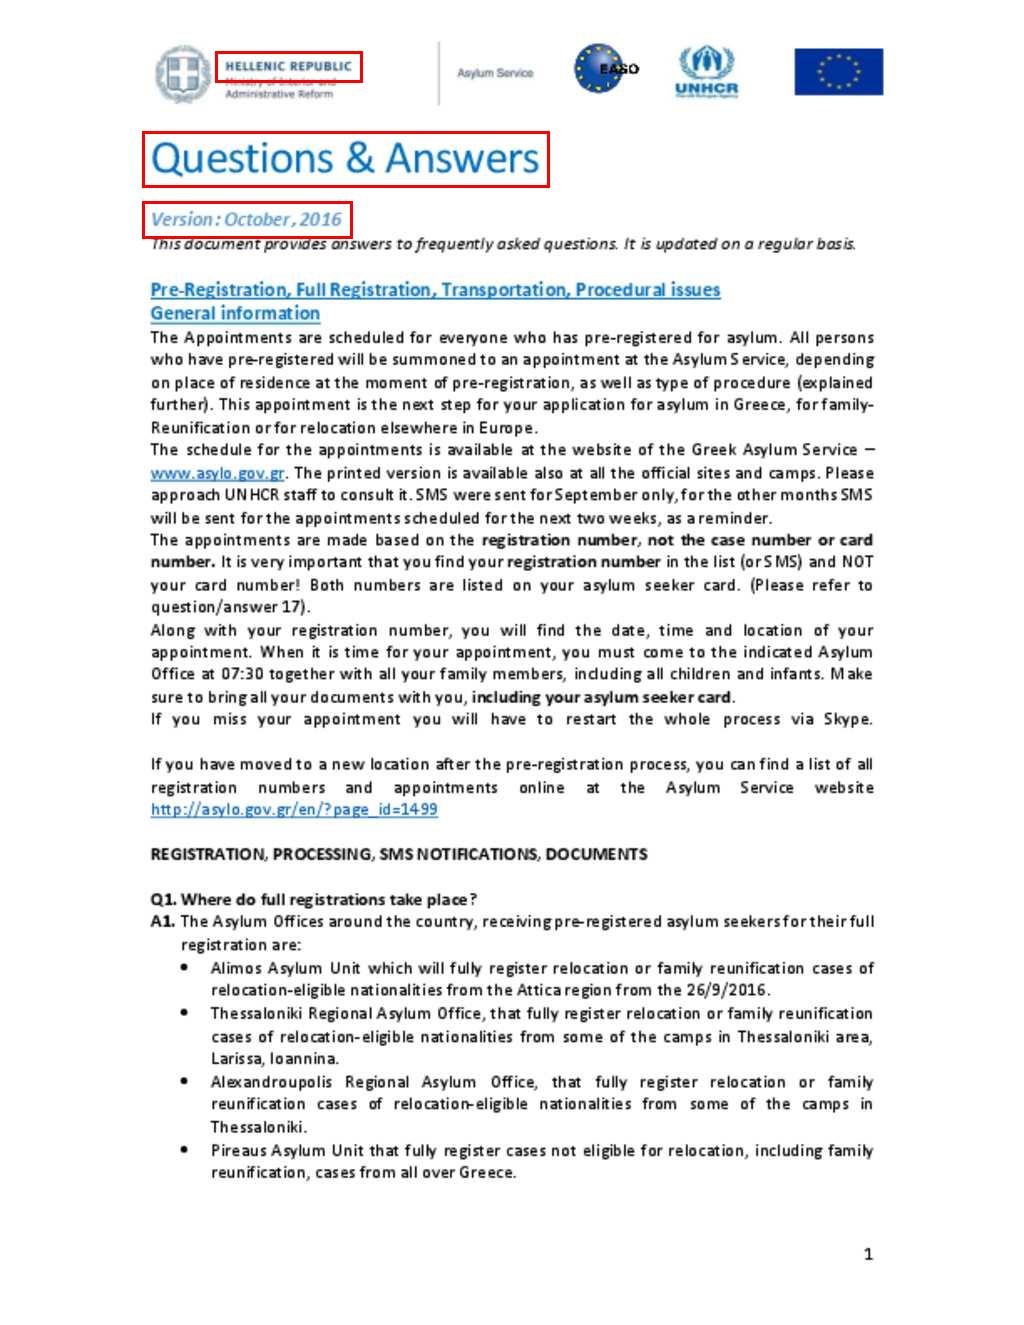 HELLENIC REPUBLIC
Ministry of Interior and
Administrative Reform
Asylum Service
EASO
UNHCR
Questions & Answers
Version: October, 2016
This document provides answers to frequently asked questions. It is updated on a regular basis.
Pre-Registration, Full Registration, Transportation, Procedural issues
General information
The Appointments are scheduled for everyone who has pre-registered for asylum. All persons
who have pre-registered will be summoned to an appointment at the Asylum Service, depending
on place of residence at the moment of pre-registration, as well as type of procedure (explained
further). This appointment is the next step for your application for asylum in Greece, for family-
Reunification or for relocation elsewhere in Europe.
The schedule for the appointments is available at the website of the Greek Asylum Service –
www.asylo.gov.gr. The printed version is available also at all the official sites and camps. Please
approach UNHCR staff to consult it. SMS were sent for September only, for the other months SMS
will be sent for the appointments scheduled for the next two weeks, as a reminder.
The appointments are made based on the registration number, not the case number or card
number. It is very important that you find your registration number in the list (or SMS) and NOT
your card number! Both numbers are listed on your asylum seeker card. (Please refer to
question/answer 17).
Along with your registration number, you will find the date, time and location of your
appointment. When it is time for your appointment, you must come to the indicated Asylum
Office at 07:30 together with all your family members, including all children and infants. Make
sure to bring all your documents with you, including your asylum seeker card.
If you miss your appointment you will have to restart the whole process via Skype.
If you have moved to a new location after the pre-registration process, you can find a list of all
registration numbers and appointments online at the Asylum Service website
http://asylo.gov.gr/en/?page_id=1499
REGISTRATION, PROCESSING, SMS NOTIFICATIONS, DOCUMENTS
Q1. Where do full registrations take place?
A1. The Asylum Offices around the country, receiving pre-registered asylum seekers for their full
registration are:
• Alimos Asylum Unit which will fully register relocation or family reunification cases of
relocation-eligible nationalities from the Attica region from the 26/9/2016.
• Thessaloniki Regional Asylum Office, that fully register relocation or family reunification
cases of relocation-eligible nationalities from some of the camps in Thessaloniki area,
Larissa, Ioannina.
• Alexandroupolis Regional Asylum Office, that fully register relocation or family
reunification cases of relocation-eligible nationalities from some of the camps in
Thessaloniki.
• Pireaus Asylum Unit that fully register cases not eligible for relocation, including family
reunification, cases from all over Greece.
1